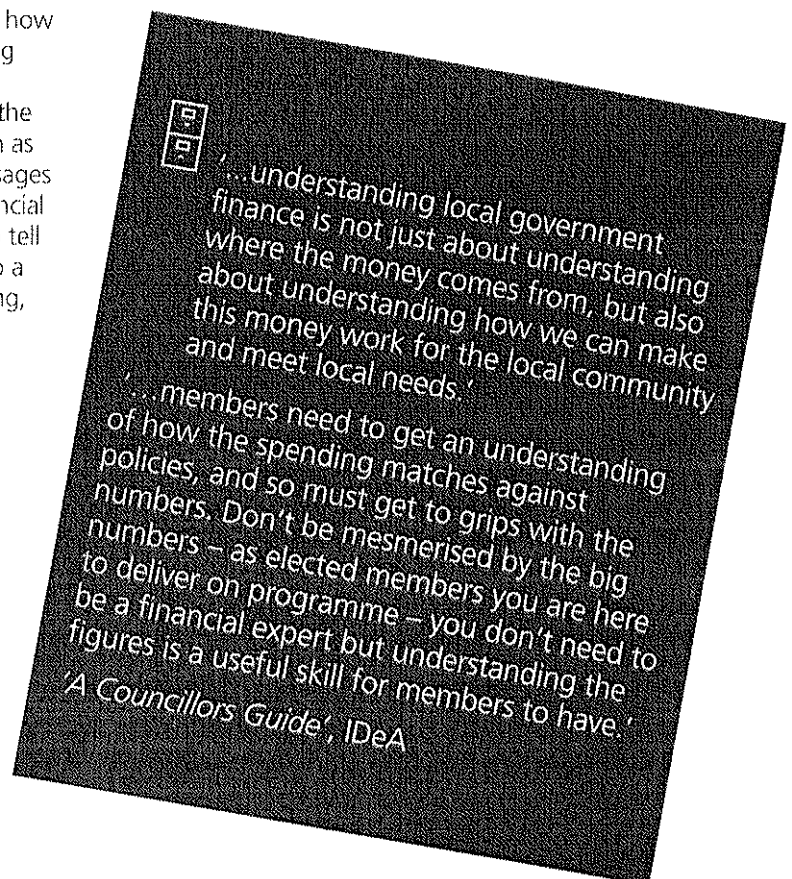 how
g
the
n as
sages
ncial
tell
o a
ng,
'...understanding local government
finance is not just about understanding
where the money comes from, but also
about understanding how we can make
this money work for the local community
and meet local needs.'
'...members need to get an understanding
of how the spending matches against
policies, and so must get to grips with the
numbers. Don't be mesmerised by the big
numbers – as elected members you are here
to deliver on programme – you don't need to
be a financial expert but understanding the
figures is a useful skill for members to have.'
'A Councillors Guide', IDeA